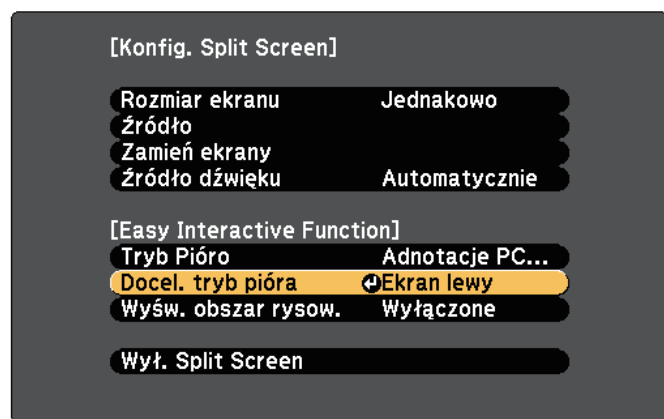 [Konfig. Split Screen]
Rozmiar ekranu Jednakowo
Źródło
Zamień ekrany
Źródło dźwięku Automatycznie
[Easy Interactive Function]
Tryb Pióro Adnotacje PC...
Docel. tryb pióra Ekran lewy
Wyśw. obszar rysow. Wyłączone
Wył. Split Screen